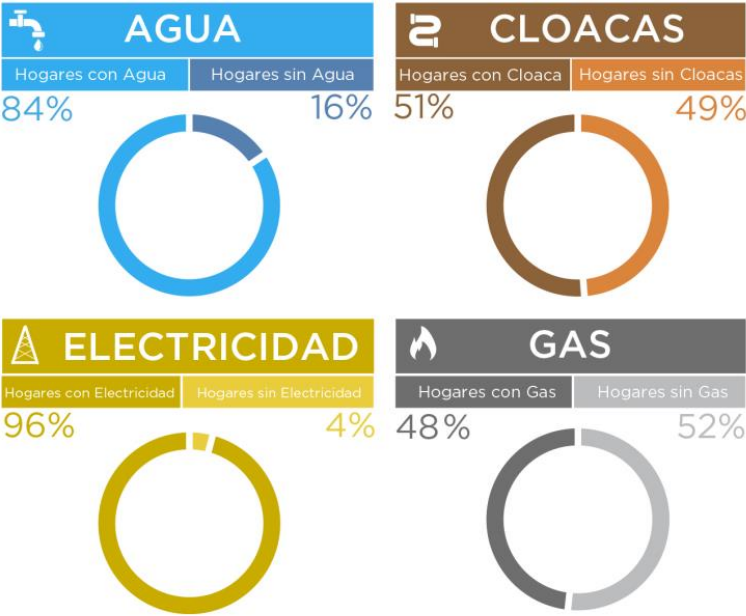 AGUA
Hogares con Agua
Hogares sin Agua
84%
16%
CLOACAS
Hogares con Cloaca
Hogares sin Cloacas
51%
49%
ELECTRICIDAD
Hogares con Electricidad
Hogares sin Electricidad
96%
4%
GAS
Hogares con Gas
Hogares sin Gas
48%
52%